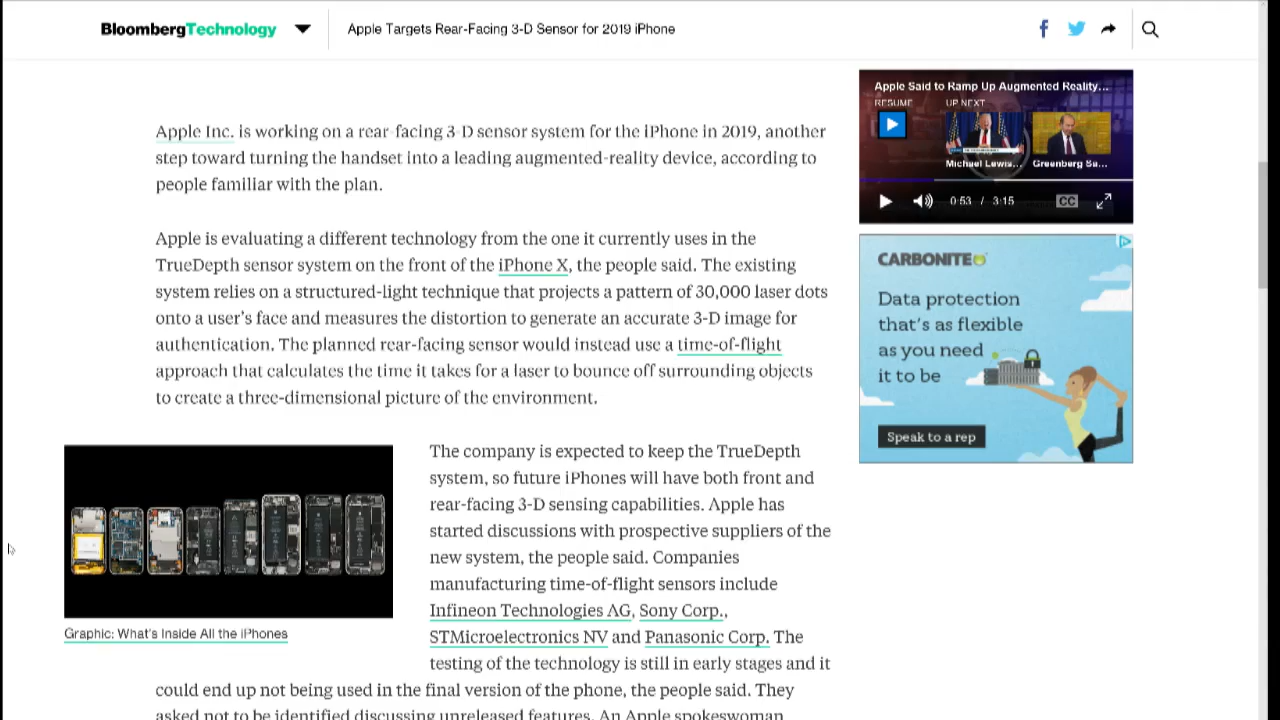 BloombergTechnology
Apple Targets Rear-Facing 3-D Sensor for 2019 iPhone
Apple Inc. is working on a rear-facing 3-D sensor system for the iPhone in 2019, another
step toward turning the handset into a leading augmented-reality device, according to
people familiar with the plan.
Apple is evaluating a different technology from the one it currently uses in the
TrueDepth sensor system on the front of the iPhone X, the people said. The existing
system relies on a structured-light technique that projects a pattern of 30,000 laser dots
onto a user's face and measures the distortion to generate an accurate 3-D image for
authentication. The planned rear-facing sensor would instead use a time-of-flight
approach that calculates the time it takes for a laser to bounce off surrounding objects
to create a three-dimensional picture of the environment.
Graphic: What's Inside All the iPhones
The company is expected to keep the TrueDepth
system, so future iPhones will have both front and
rear-facing 3-D sensing capabilities. Apple has
started discussions with prospective suppliers of the
new system, the people said. Companies
manufacturing time-of-flight sensors include
Infineon Technologies AG, Sony Corp.,
STMicroelectronics NV and Panasonic Corp. The
testing of the technology is still in early stages and it
could end up not being used in the final version of the phone, the people said. They
asked not to be identified discussing unreleased features. An Apple spokeswoman
Apple Said to Ramp Up Augmented Reality...
RESUME
UP NEXT
Michael Lewis...
Greenberg Sa...
0:53 / 3:15
CC
CARBONITE
Data protection
that's as flexible
as you need
it to be
Speak to a rep